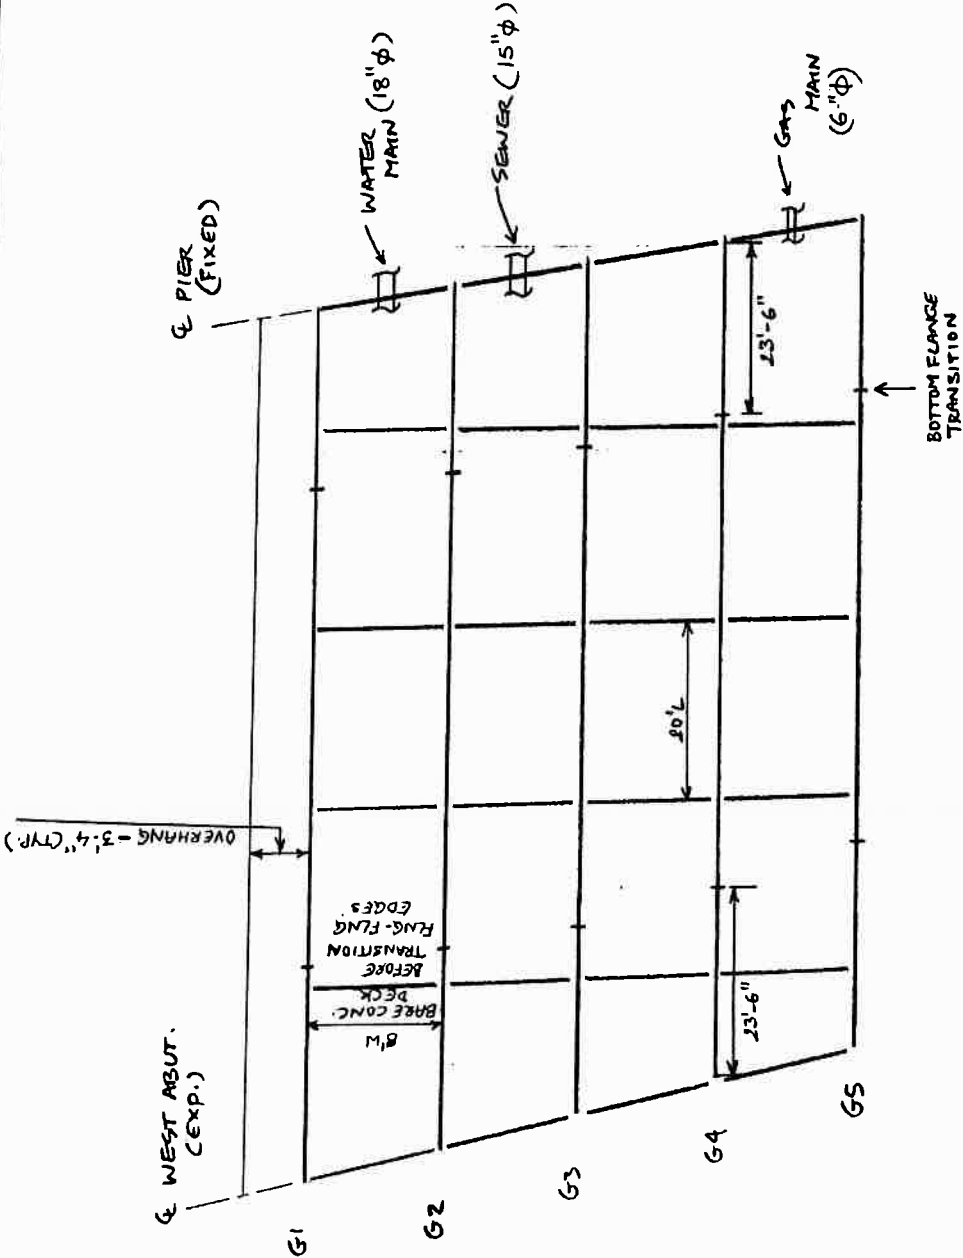 ℄ PIER
(FIXED)
WATER
MAIN (18"ϕ)
SEWER (15"ϕ)
GAS
MAIN
(6"ϕ)
23'-6"
BOTTOM FLANGE
TRANSITION
20'L
OVERHANG - 3'-4" (TYP.)
8'W
BARE CONC.
DECK
BEFORE
TRANSITION
FLNG-FLNG
EDGES
23'-6"
℄ WEST ABUT.
(EXP.)
G1
G2
G3
G4
G5